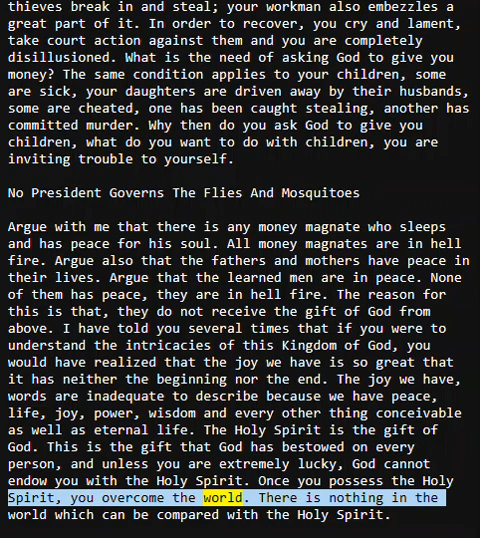 thieves break in and steal; your workman also embezzles a
great part of it. In order to recover, you cry and lament,
take court action against them and you are completely
disillusioned. What is the need of asking God to give you
money? The same condition applies to your children, some
are sick, your daughters are driven away by their husbands,
some are cheated, one has been caught stealing, another has
committed murder. Why then do you ask God to give you
children, what do you want to do with children, you are
inviting trouble to yourself.

No President Governs The Flies And Mosquitoes

Argue with me that there is any money magnate who sleeps
and has peace for his soul. All money magnates are in hell
fire. Argue also that the fathers and mothers have peace in
their lives. Argue that the learned men are in peace. None
of them has peace, they are in hell fire. The reason for
this is that, they do not receive the gift of God from
above. I have told you several times that if you were to
understand the intricacies of this Kingdom of God, you
would have realized that the joy we have is so great that
it has neither the beginning nor the end. The joy we have,
words are inadequate to describe because we have peace,
life, joy, power, wisdom and every other thing conceivable
as well as eternal life. The Holy Spirit is the gift of
God. This is the gift that God has bestowed on every
person, and unless you are extremely lucky, God cannot
endow you with the Holy Spirit. Once you possess the Holy
Spirit, you overcome the world. There is nothing in the
world which can be compared with the Holy Spirit.